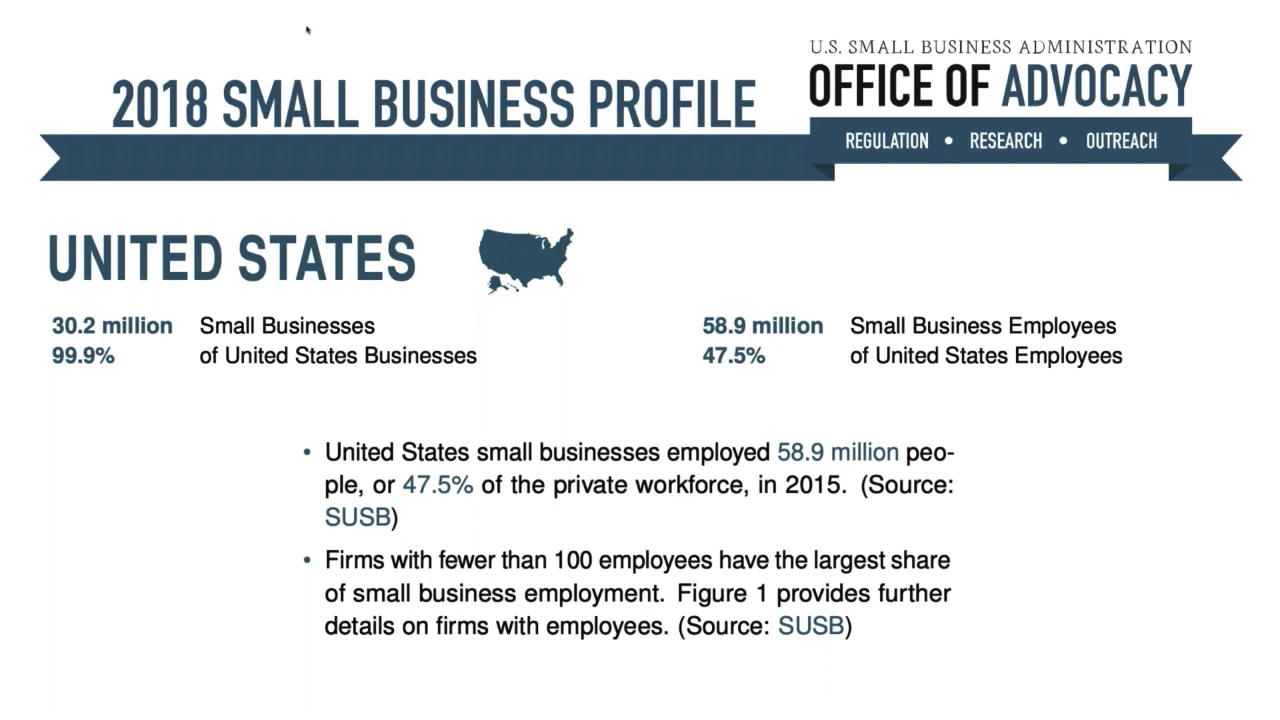 U.S. SMALL BUSINESS ADMINISTRATION
2018 SMALL BUSINESS PROFILE
OFFICE OF ADVOCACY
REGULATION • RESEARCH • OUTREACH
UNITED STATES
30.2 million Small Businesses
99.9% of United States Businesses
58.9 million Small Business Employees
47.5% of United States Employees
• United States small businesses employed 58.9 million peo-
ple, or 47.5% of the private workforce, in 2015. (Source:
SUSB)
• Firms with fewer than 100 employees have the largest share
of small business employment. Figure 1 provides further
details on firms with employees. (Source: SUSB)